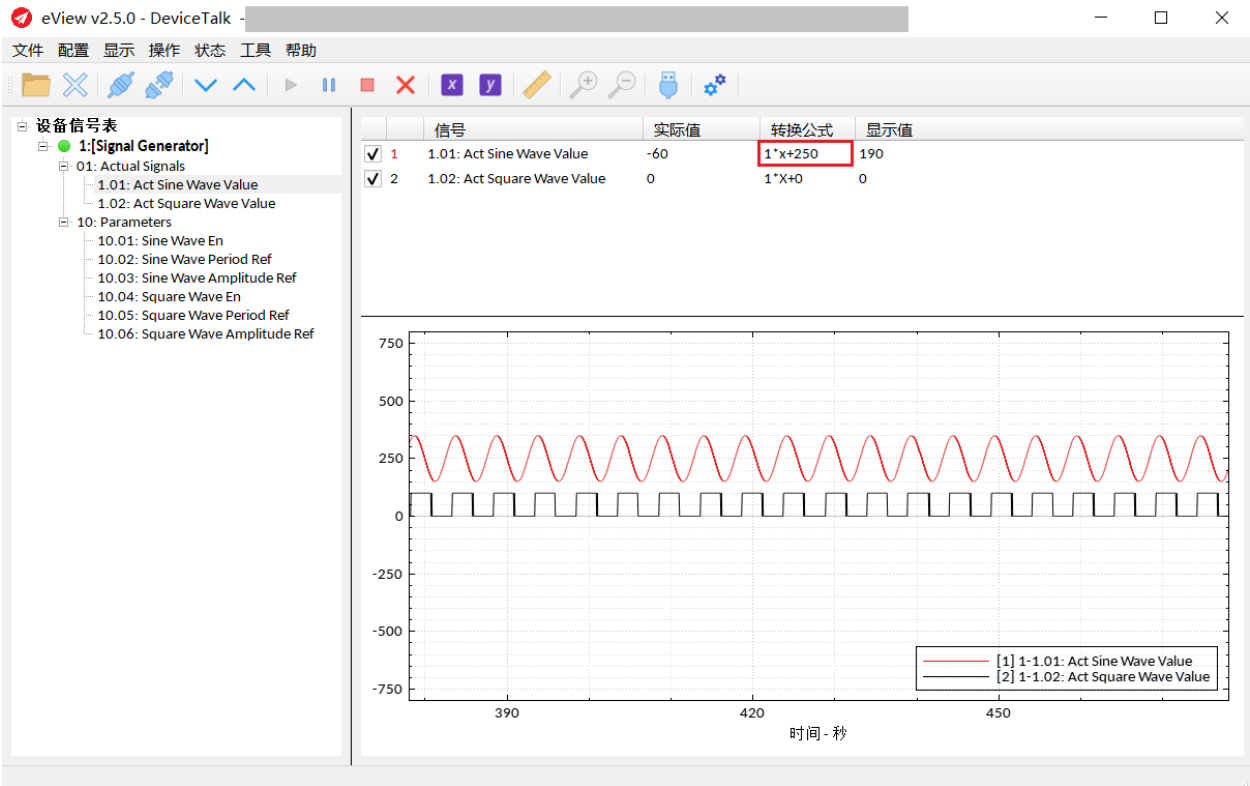 eView v2.5.0 - DeviceTalk -
文件 配置 显示 操作 状态 工具 帮助
x y
设备信号表
1:[Signal Generator]
01: Actual Signals
1.01: Act Sine Wave Value
1.02: Act Square Wave Value
10: Parameters
10.01: Sine Wave En
10.02: Sine Wave Period Ref
10.03: Sine Wave Amplitude Ref
10.04: Square Wave En
10.05: Square Wave Period Ref
10.06: Square Wave Amplitude Ref
信号 实际值 转换公式 显示值
1 1.01: Act Sine Wave Value -60 1*x+250 190
2 1.02: Act Square Wave Value 0 1*X+0 0
750
500
250
0
-250
-500
-750
[1] 1-1.01: Act Sine Wave Value
[2] 1-1.02: Act Square Wave Value
390 420 450
时间 - 秒